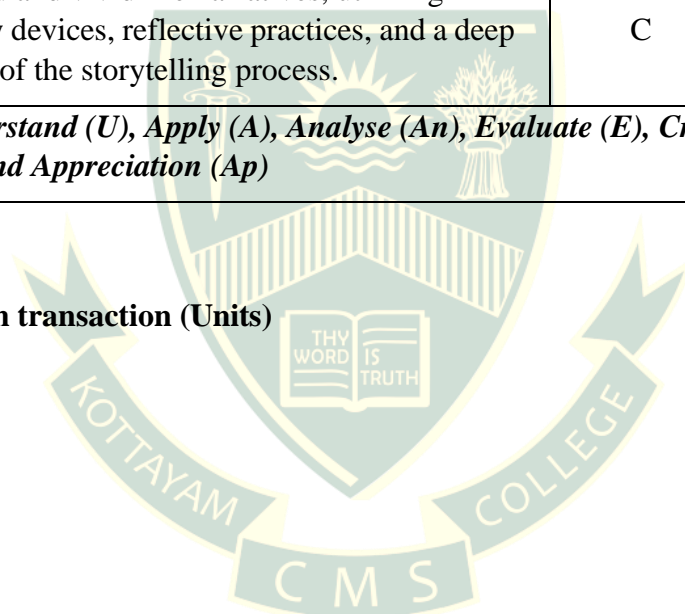 y devices, reflective practices, and a deep
of the storytelling process.
C
rstand (U), Apply (A), Analyse (An), Evaluate (E), Cr
nd Appreciation (Ap)
n transaction (Units)
THY
WORD IS
TRUTH
KOTTAYAM
COLLEGE
CMS